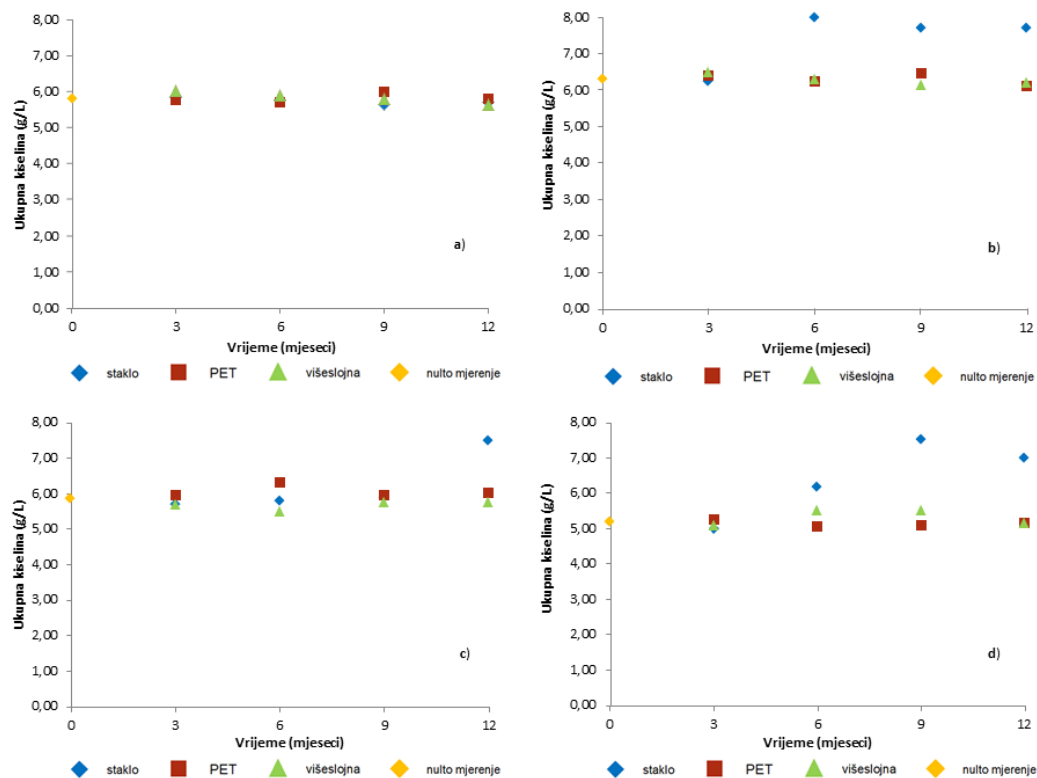 8,00
7,00
6,00
5,00
4,00
3,00
2,00
1,00
0,00
Ukupna kiselina (g/L)
a)
0 3 6 9 12
Vrijeme (mjeseci)
staklo PET višeslojna nulto mjerenje
8,00
7,00
6,00
5,00
4,00
3,00
2,00
1,00
0,00
Ukupna kiselina (g/L)
b)
0 3 6 9 12
Vrijeme (mjeseci)
staklo PET višeslojna nulto mjerenje
8,00
7,00
6,00
5,00
4,00
3,00
2,00
1,00
0,00
Ukupna kiselina (g/L)
c)
0 3 6 9 12
Vrijeme (mjeseci)
staklo PET višeslojna nulto mjerenje
8,00
7,00
6,00
5,00
4,00
3,00
2,00
1,00
0,00
Ukupna kiselina (g/L)
d)
0 3 6 9 12
Vrijeme (mjeseci)
staklo PET višeslojna nulto mjerenje